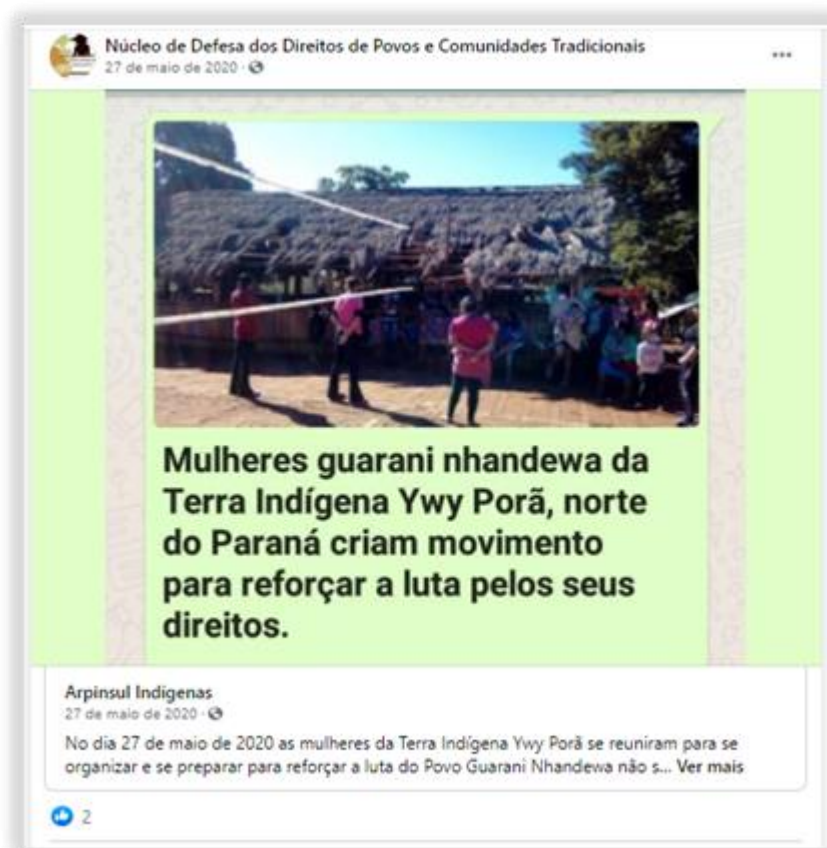 Núcleo de Defesa dos Direitos de Povos e Comunidades Tradicionais
27 de maio de 2020 ·
Mulheres guarani nhandewa da
Terra Indígena Ywy Porã, norte
do Paraná criam movimento
para reforçar a luta pelos seus
direitos.
Arpinsul Indígenas
27 de maio de 2020 ·
No dia 27 de maio de 2020 as mulheres da Terra Indígena Ywy Porã se reuniram para se
organizar e se preparar para reforçar a luta do Povo Guarani Nhandewa não s... Ver mais
2